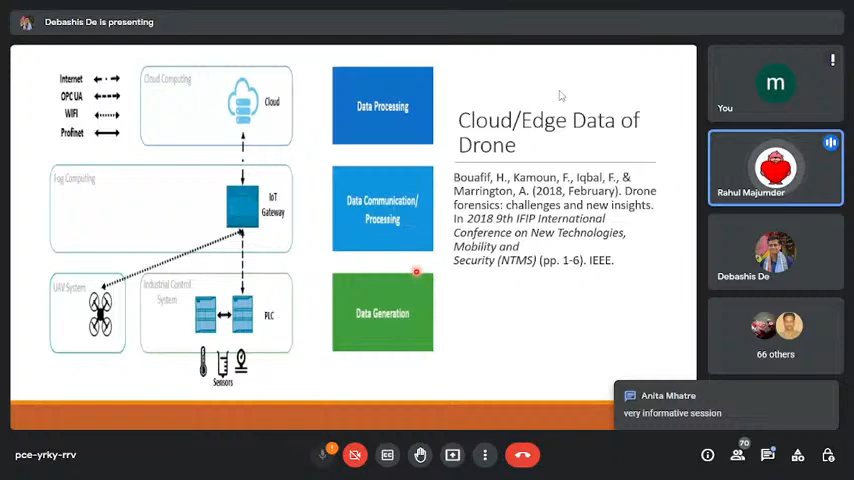 Debashis De is presenting
Internet
OPC UA
WIFI
Profinet
Cloud Computing
Cloud
Fog Computing
IoT
Gateway
UAV System
Industrial Control
System
PLC
Sensors
Data Processing
Data Communication/
Processing
Data Generation
Cloud/Edge Data of
Drone
Bouafif, H., Kamoun, F., Iqbal, F., &
Marrington, A. (2018, February). Drone
forensics: challenges and new insights.
In 2018 9th IFIP International
Conference on New Technologies,
Mobility and
Security (NTMS) (pp. 1-6). IEEE.
m
You
Rahul Majumder
Debashis De
66 others
Anita Mhatre
very informative session
pce-yrky-rrv
70